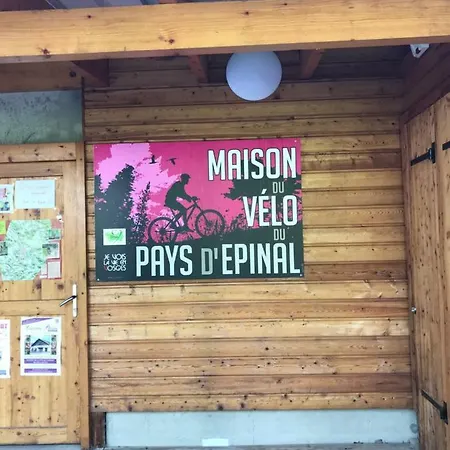 MAISON
DU
VÉLO
DU
PAYS D'EPINAL
JE VOIS
LA VIE EN
VOSGES